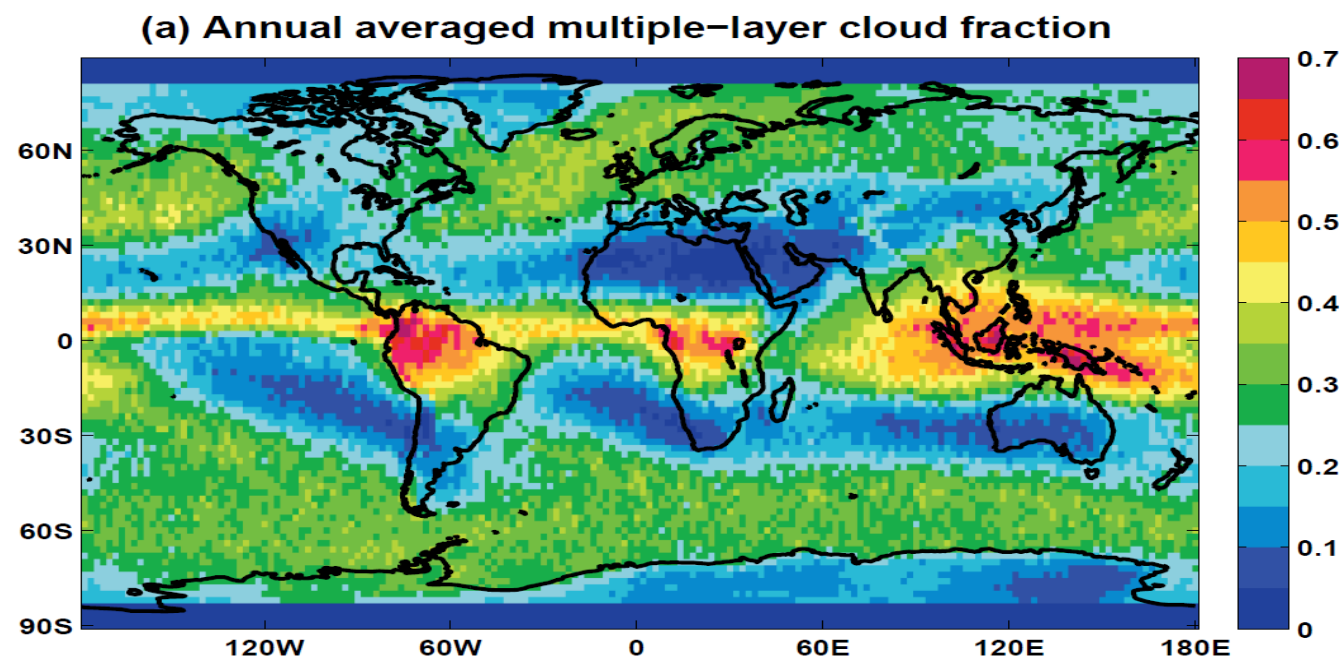 (a) Annual averaged multiple−layer cloud fraction
0.7
60N
0.6
0.5
30N
0.4
0
0.3
30S
0.2
60S
0.1
90S
0
120W 60W 0 60E 120E 180E